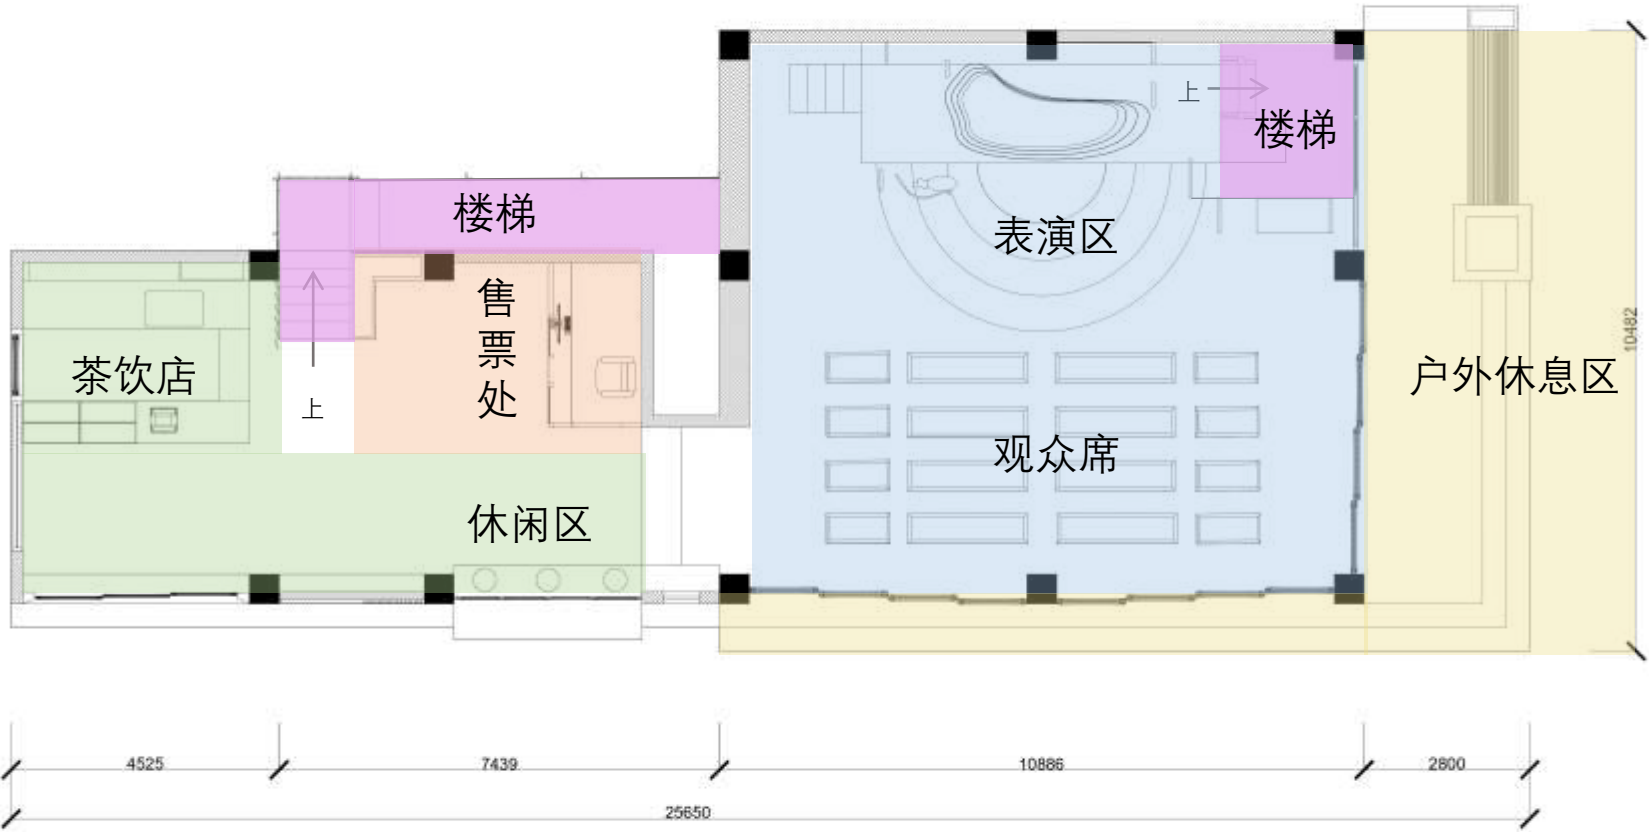 上
楼梯
楼梯
表演区
售
票
处
茶饮店
上
户外休息区
观众席
休闲区
10482
4525
7439
10886
2800
25650